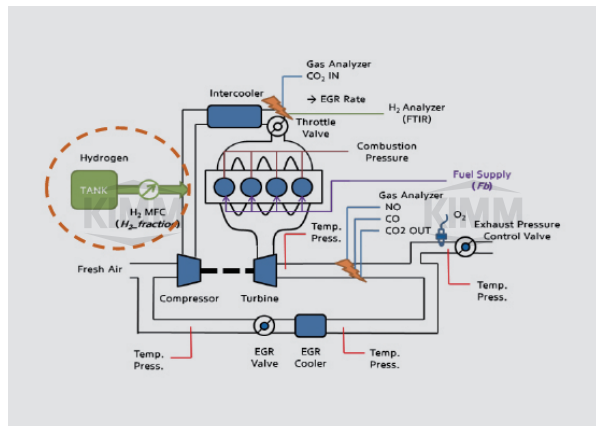 Gas Analyzer
CO2 IN
→ EGR Rate
H2 Analyzer
(FTIR)
Intercooler
Throttle
Valve
Combustion
Pressure
Hydrogen
TANK
H2 MFC
(H2_fraction)
KIMM
Fuel Supply
(Fb)
Gas Analyzer
NO
CO
CO2 OUT
KIMM
O2
Exhaust Pressure
Control Valve
Temp.
Press.
Temp.
Press.
Fresh Air
Compressor
Turbine
Temp.
Press.
EGR
Valve
EGR
Cooler
Temp.
Press.